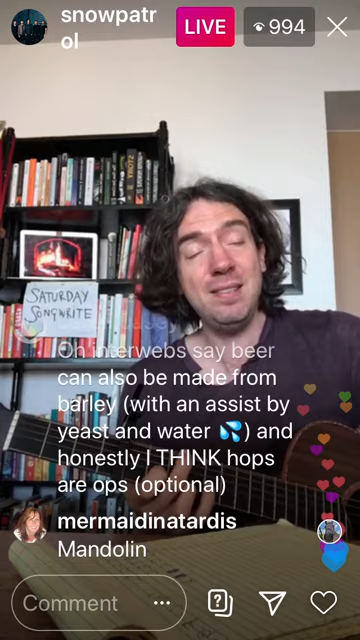 snowpatr
ol
LIVE
994
SATURDAY
SONGWRITE
On interwebs say beer
can also be made from
barley (with an assist by
yeast and water 💦) and
honestly I THINK hops
are ops (optional)
mermaidinatardis
Mandolin
Comment